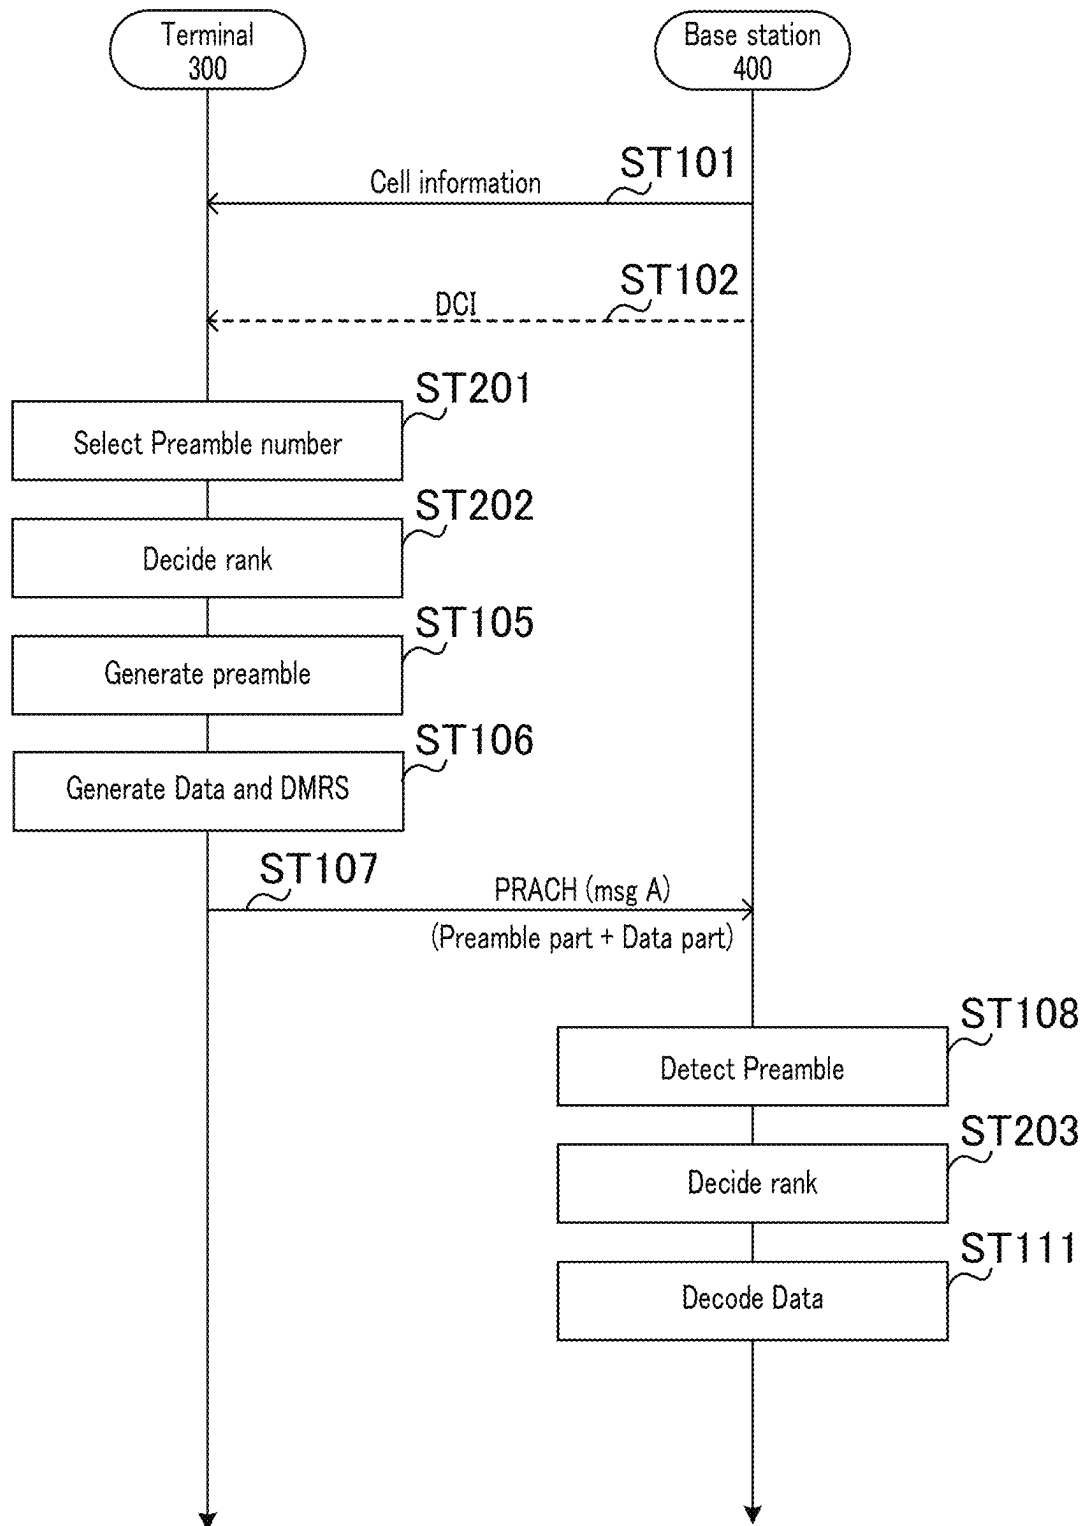 Terminal
300
Base station
400
ST101
Cell information
ST102
DCI
ST201
Select Preamble number
ST202
Decide rank
ST105
Generate preamble
ST106
Generate Data and DMRS
ST107
PRACH (msg A)
(Preamble part + Data part)
ST108
Detect Preamble
ST203
Decide rank
ST111
Decode Data